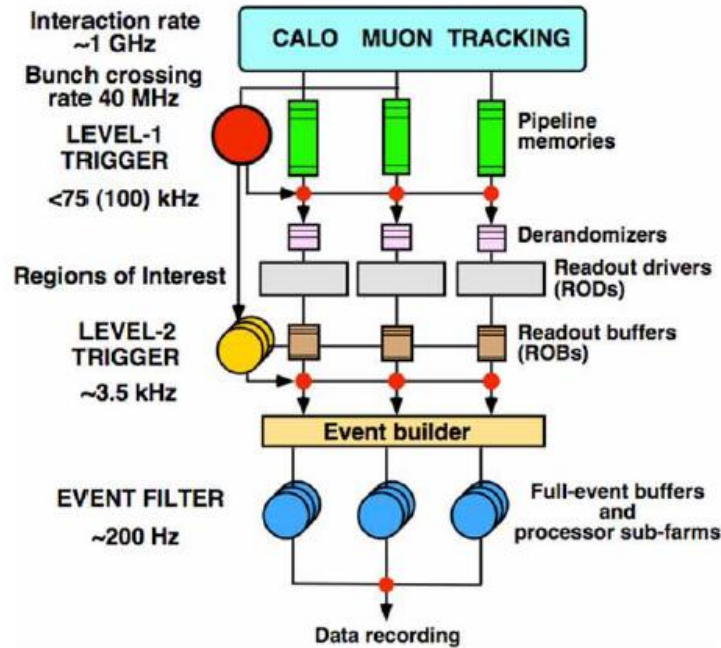 Interaction rate
~1 GHz
CALO MUON TRACKING
Bunch crossing
rate 40 MHz
LEVEL-1
TRIGGER
Pipeline
memories
<75 (100) kHz
Derandomizers
Regions of Interest
Readout drivers
(RODs)
LEVEL-2
TRIGGER
Readout buffers
(ROBs)
~3.5 kHz
Event builder
EVENT FILTER
~200 Hz
Full-event buffers
and
processor sub-farms
Data recording